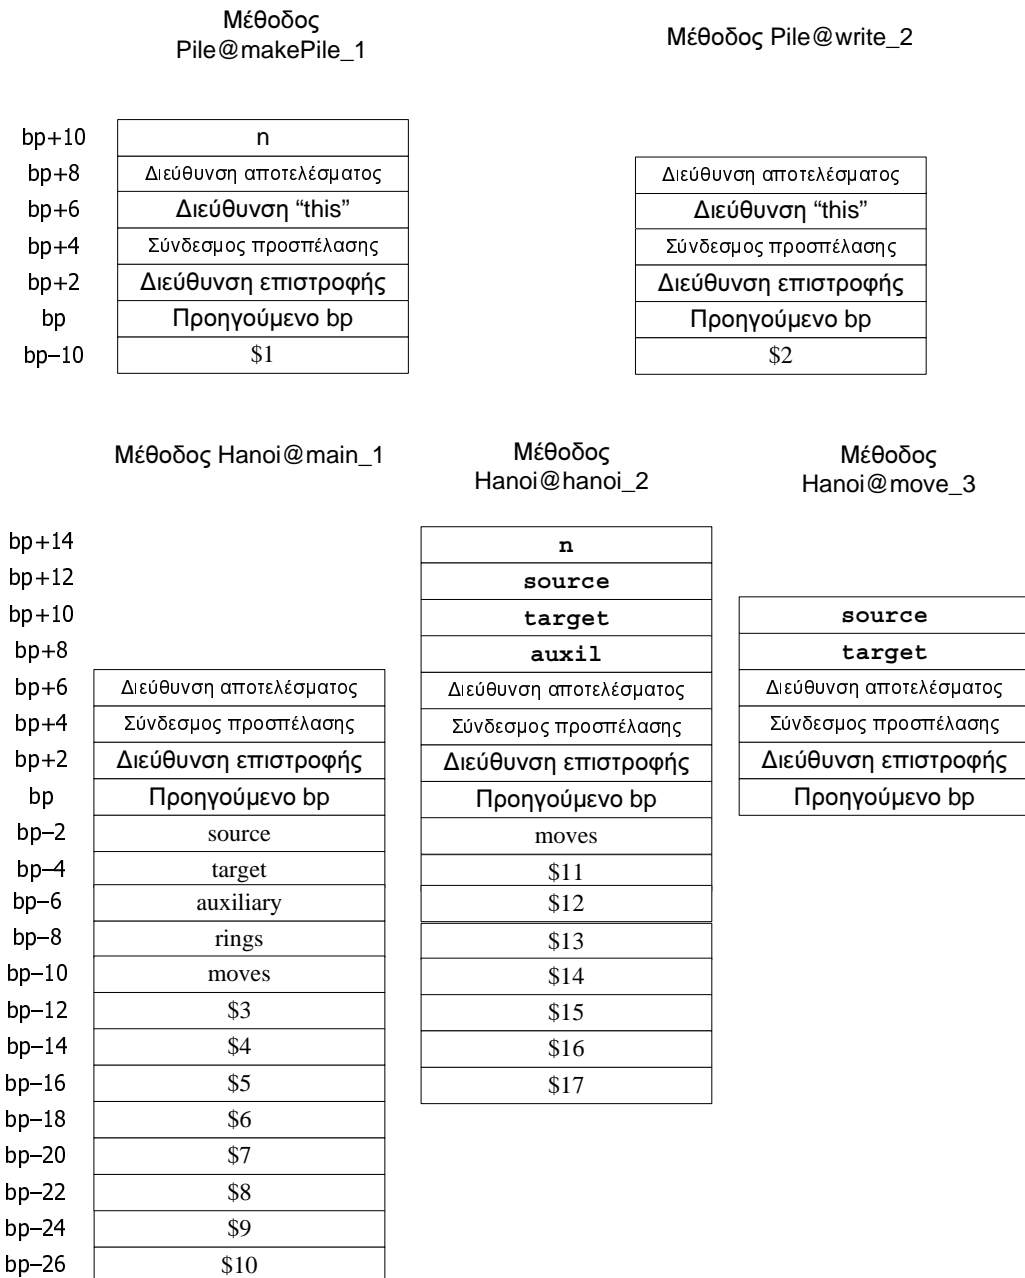 Μέθοδος
Pile@makePile_1
Μέθοδος Pile@write_2
bp+10
n
bp+8
Διεύθυνση αποτελέσματος
Διεύθυνση αποτελέσματος
bp+6
Διεύθυνση “this”
Διεύθυνση “this”
bp+4
Σύνδεσμος προσπέλασης
Σύνδεσμος προσπέλασης
bp+2
Διεύθυνση επιστροφής
Διεύθυνση επιστροφής
bp
Προηγούμενο bp
Προηγούμενο bp
bp–10
$1
$2
Μέθοδος Hanoi@main_1
Μέθοδος
Hanoi@hanoi_2
Μέθοδος
Hanoi@move_3
bp+14
n
bp+12
source
bp+10
target
source
bp+8
auxil
target
bp+6
Διεύθυνση αποτελέσματος
Διεύθυνση αποτελέσματος
Διεύθυνση αποτελέσματος
bp+4
Σύνδεσμος προσπέλασης
Σύνδεσμος προσπέλασης
Σύνδεσμος προσπέλασης
bp+2
Διεύθυνση επιστροφής
Διεύθυνση επιστροφής
Διεύθυνση επιστροφής
bp
Προηγούμενο bp
Προηγούμενο bp
Προηγούμενο bp
bp–2
source
moves
bp–4
target
$11
bp–6
auxiliary
$12
bp–8
rings
$13
bp–10
moves
$14
bp–12
$3
$15
bp–14
$4
$16
bp–16
$5
$17
bp–18
$6
bp–20
$7
bp–22
$8
bp–24
$9
bp–26
$10